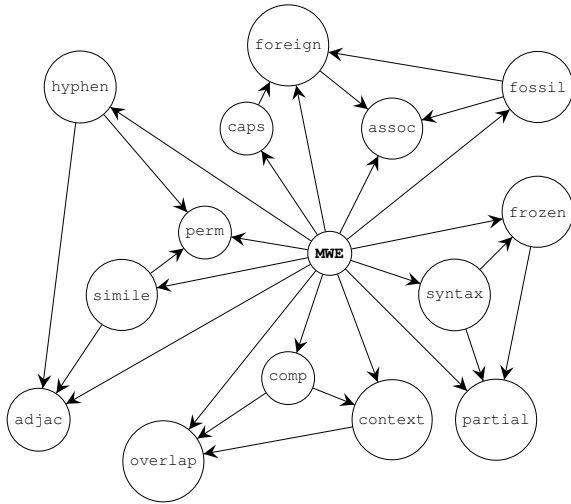 foreign
hyphen
fossil
caps
assoc
frozen
perm
MWE
simile
syntax
comp
adjac
context
partial
overlap